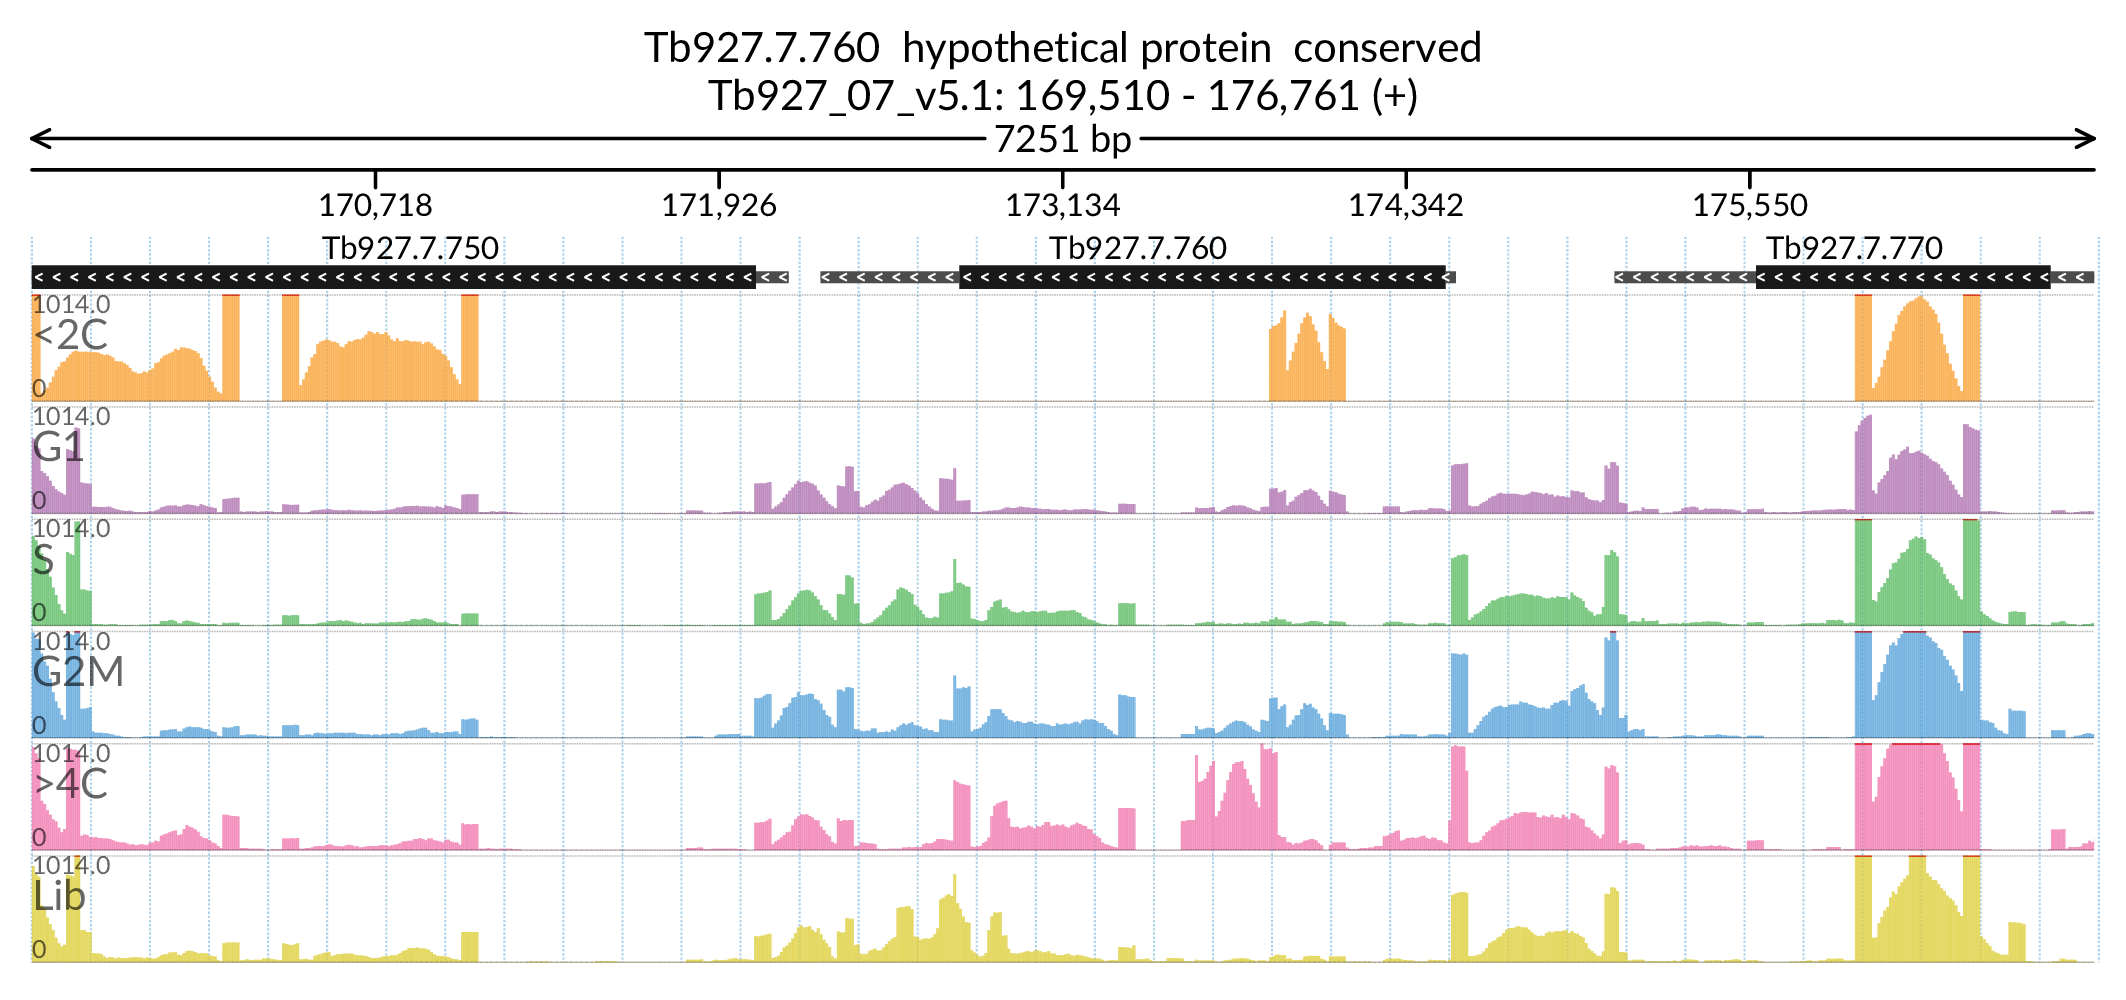 Tb927.7.760  hypothetical protein  conserved
Tb927_07_v5.1: 169,510 - 176,761 (+)
7251 bp
170,718 171,926 173,134 174,342 175,550
Tb927.7.750 Tb927.7.760 Tb927.7.770
1014.0
<2C
0
1014.0
G1
0
1014.0
S
0
1014.0
G2M
0
1014.0
>4C
0
1014.0
Lib
0